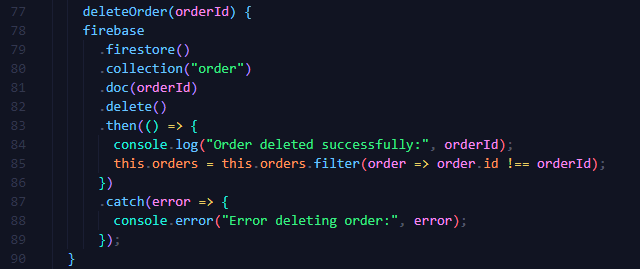 77 deleteOrder(orderId) {
78 firebase
79 .firestore()
80 .collection("order")
81 .doc(orderId)
82 .delete()
83 .then(() => {
84 console.log("Order deleted successfully:", orderId);
85 this.orders = this.orders.filter(order => order.id !== orderId);
86 })
87 .catch(error => {
88 console.error("Error deleting order:", error);
89 });
90 }